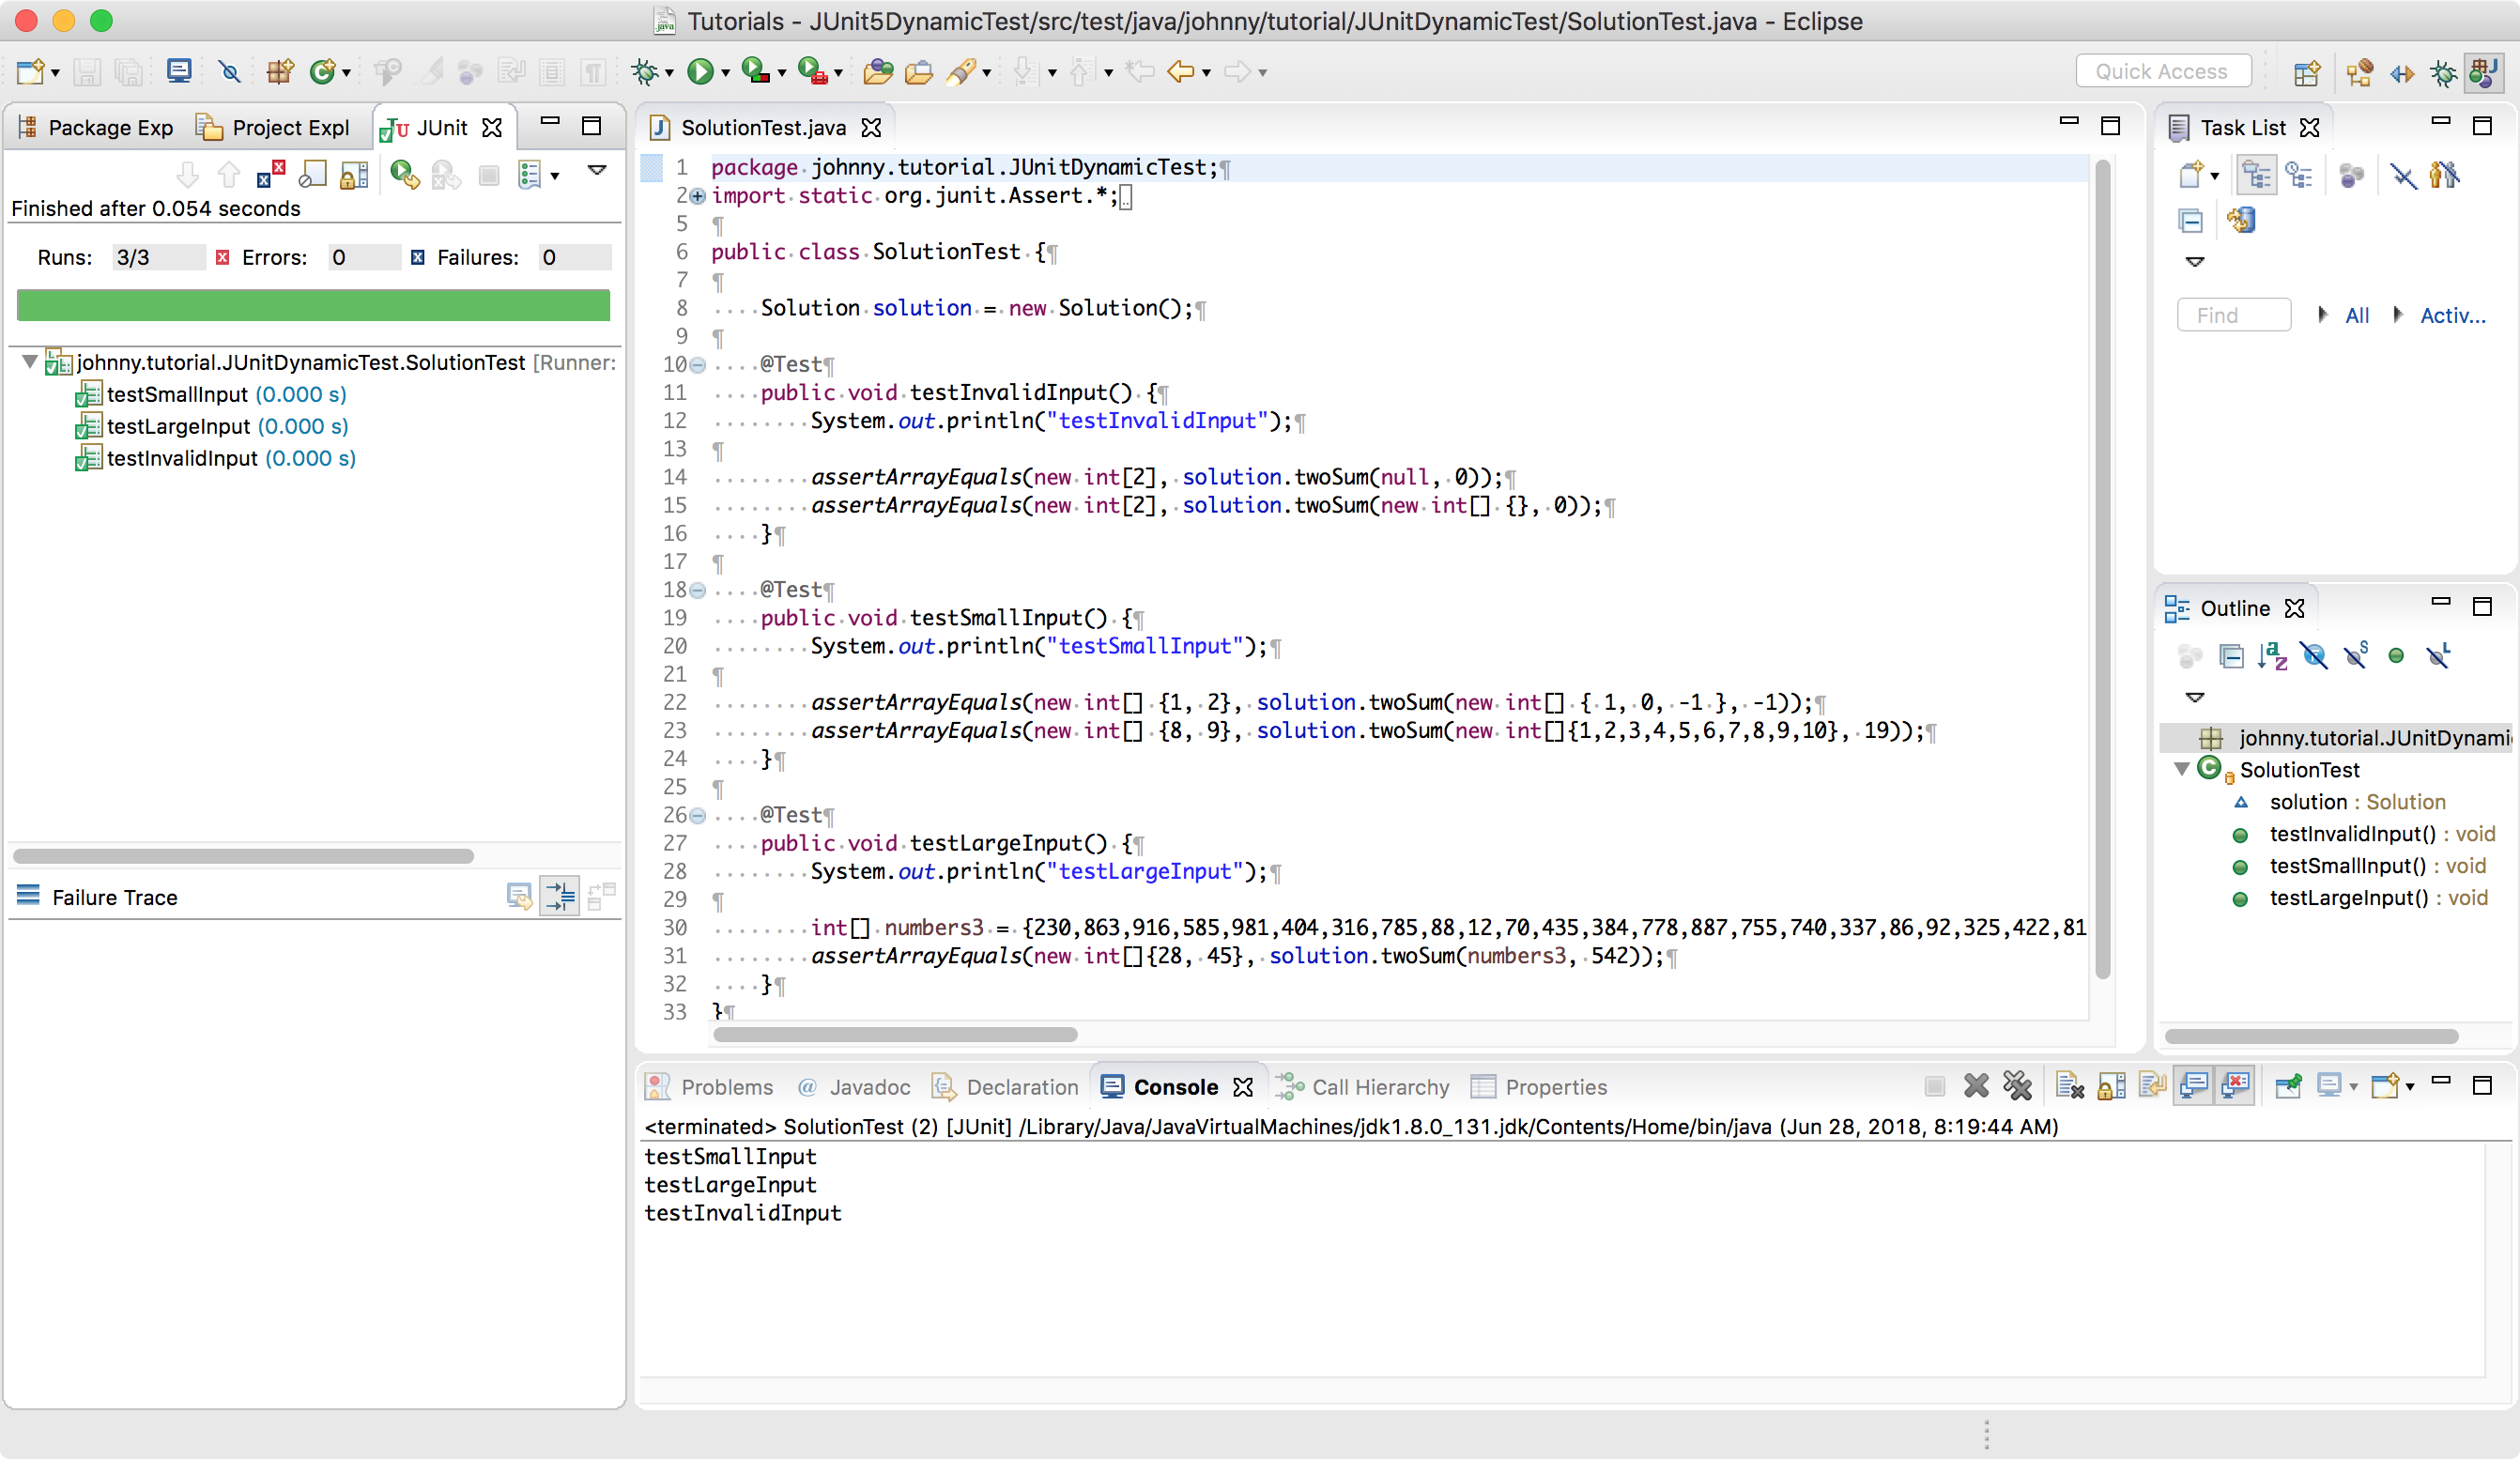 Tutorials - JUnit5DynamicTest/src/test/java/johnny/tutorial/JUnitDynamicTest/SolutionTest.java - Eclipse
Quick Access
Package Exp
Project Expl
JUnit
Finished after 0.054 seconds
Runs: 3/3 Errors: 0 Failures: 0
johnny.tutorial.JUnitDynamicTest.SolutionTest [Runner:
testSmallInput (0.000 s)
testLargeInput (0.000 s)
testInvalidInput (0.000 s)
Failure Trace
SolutionTest.java
1 package johnny.tutorial.JUnitDynamicTest;
2 import static org.junit.Assert.*;
5
6 public class SolutionTest {
7
8 Solution solution = new Solution();
9
10 @Test
11 public void testInvalidInput() {
12 System.out.println("testInvalidInput");
13
14 assertArrayEquals(new int[2], solution.twoSum(null, 0));
15 assertArrayEquals(new int[2], solution.twoSum(new int[] {}, 0));
16 }
17
18 @Test
19 public void testSmallInput() {
20 System.out.println("testSmallInput");
21
22 assertArrayEquals(new int[] {1, 2}, solution.twoSum(new int[] { 1, 0, -1 }, -1));
23 assertArrayEquals(new int[] {8, 9}, solution.twoSum(new int[]{1,2,3,4,5,6,7,8,9,10}, 19));
24 }
25
26 @Test
27 public void testLargeInput() {
28 System.out.println("testLargeInput");
29
30 int[] numbers3 = {230,863,916,585,981,404,316,785,88,12,70,435,384,778,887,755,740,337,86,92,325,422,81
31 assertArrayEquals(new int[]{28, 45}, solution.twoSum(numbers3, 542));
32 }
33 }
Problems
Javadoc
Declaration
Console
Call Hierarchy
Properties
<terminated> SolutionTest (2) [JUnit] /Library/Java/JavaVirtualMachines/jdk1.8.0_131.jdk/Contents/Home/bin/java (Jun 28, 2018, 8:19:44 AM)
testSmallInput
testLargeInput
testInvalidInput
Task List
Find
All
Activ...
Outline
johnny.tutorial.JUnitDynami
SolutionTest
solution : Solution
testInvalidInput() : void
testSmallInput() : void
testLargeInput() : void